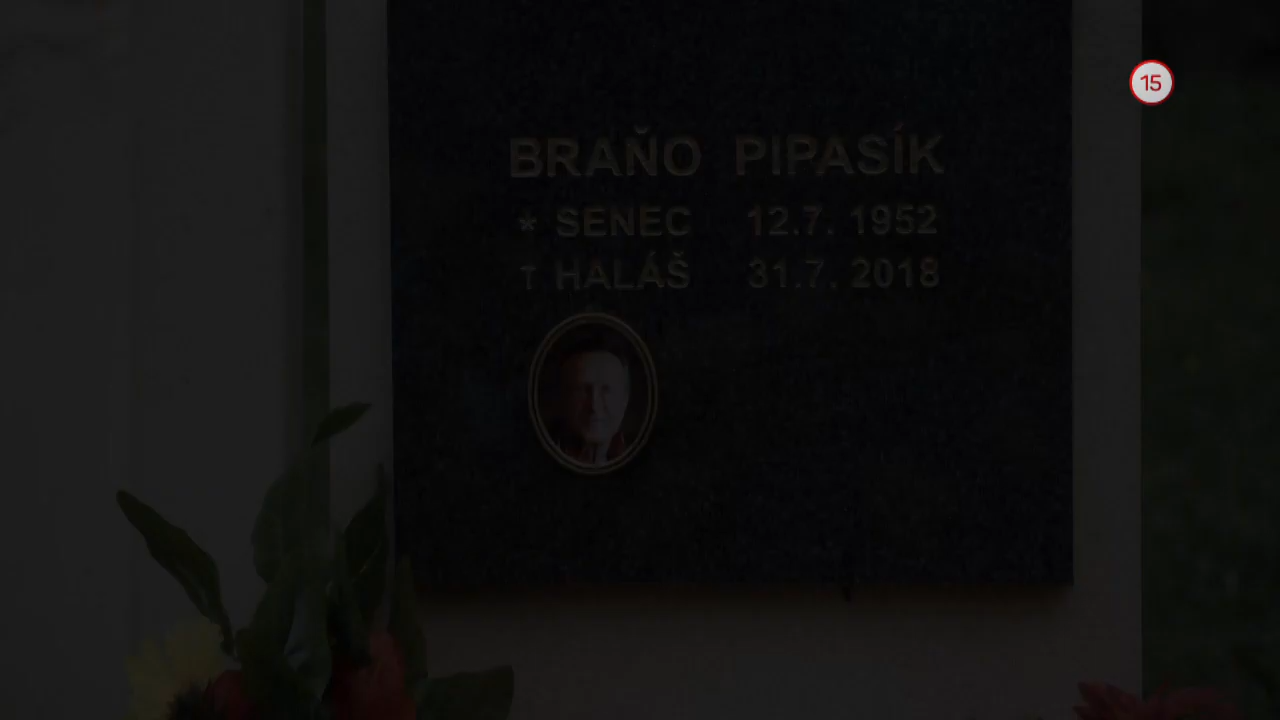 15
BRAŇO PIPASÍK
* SENEC 12.7. 1952
† HALÁŠ 31.7. 2018